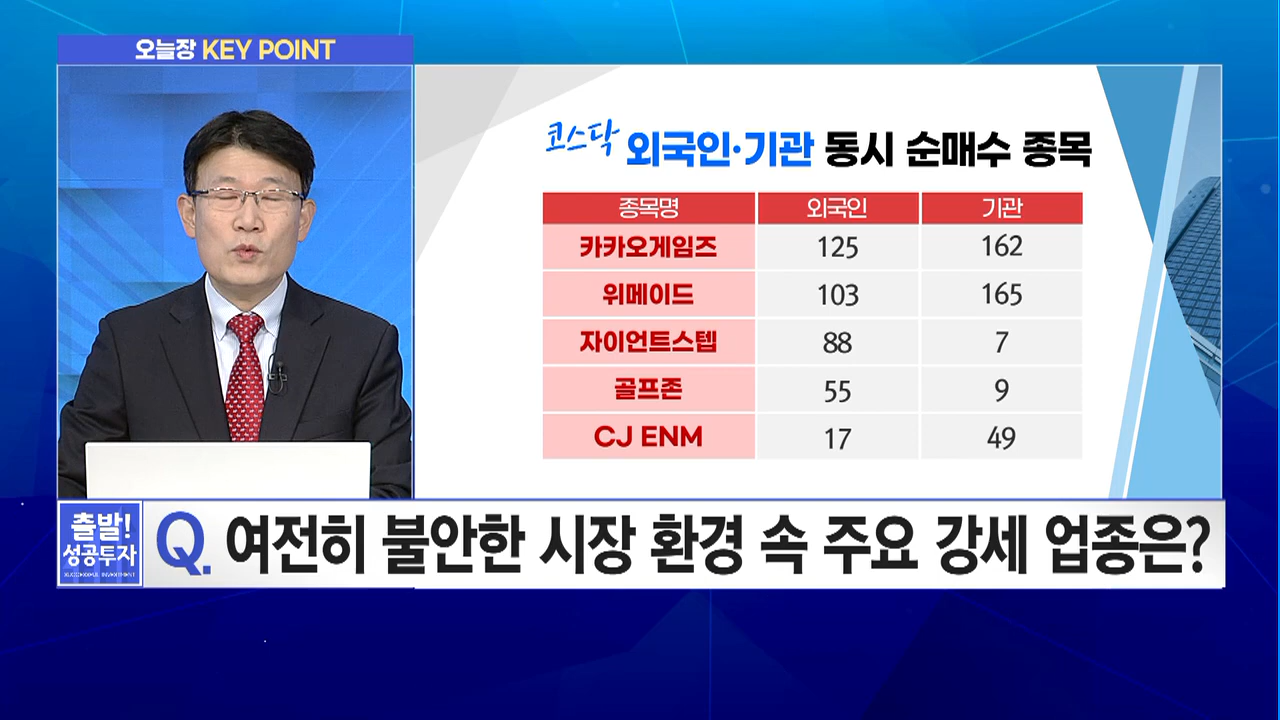 오늘장 KEY POINT
코스닥 외국인·기관 동시 순매수 종목
종목명 외국인 기관
카카오게임즈 125 162
위메이드 103 165
자이언트스텝 88 7
골프존 55 9
CJ ENM 17 49
출발!
성공투자
SUCCESSFUL INVESTMENT
Q. 여전히 불안한 시장 환경 속 주요 강세 업종은?